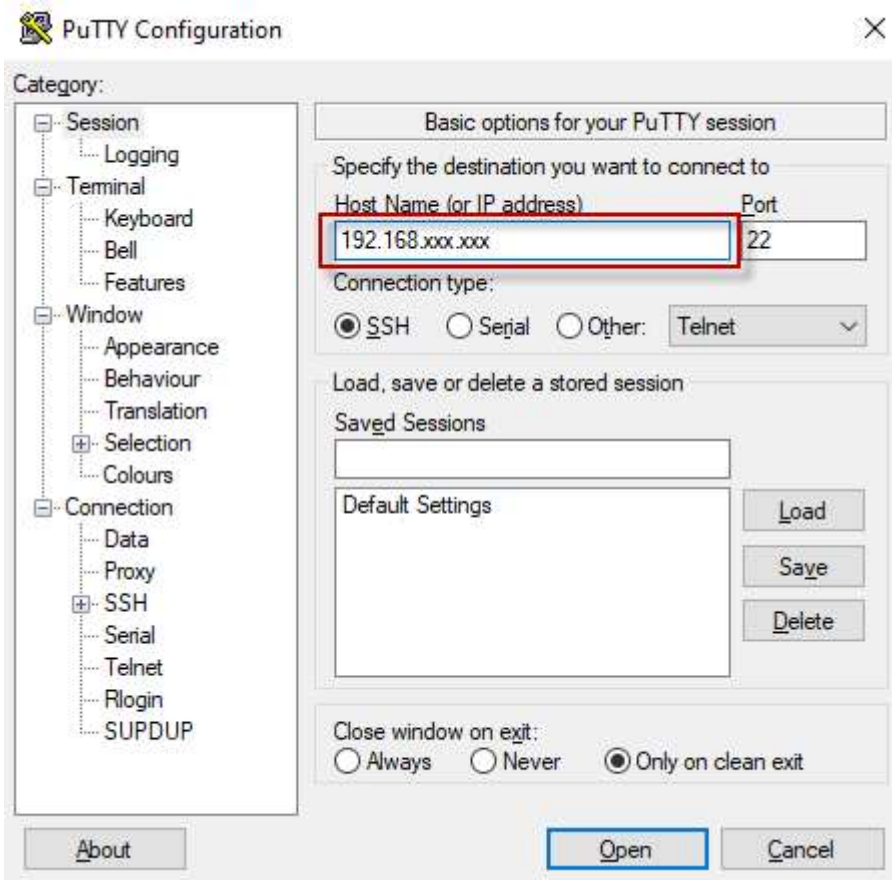 PuTTY Configuration
Category:
Session
Logging
Terminal
Keyboard
Bell
Features
Window
Appearance
Behaviour
Translation
Selection
Colours
Connection
Data
Proxy
SSH
Serial
Telnet
Rlogin
SUPDUP
Basic options for your PuTTY session
Specify the destination you want to connect to
Host Name (or IP address) Port
192.168.xxx.xxx 22
Connection type:
SSH Serial Other: Telnet
Load, save or delete a stored session
Saved Sessions
Default Settings
Load
Save
Delete
Close window on exit:
Always Never Only on clean exit
About Open Cancel